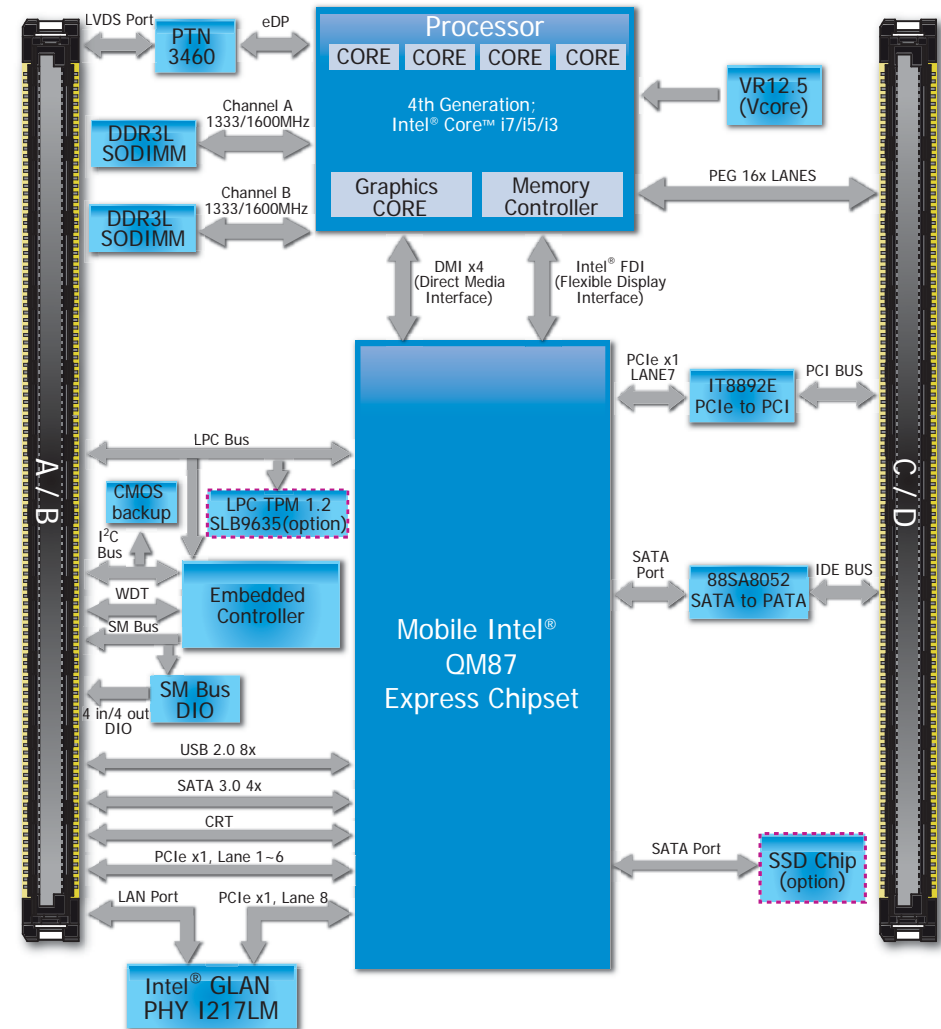 LVDS Port
PTN
3460
eDP
Processor
CORE CORE CORE CORE
4th Generation;
Intel® Core™ i7/i5/i3
Graphics
CORE
Memory
Controller
VR12.5
(Vcore)
Channel A
1333/1600MHz
DDR3L
SODIMM
Channel B
1333/1600MHz
DDR3L
SODIMM
PEG 16x LANES
DMI x4
(Direct Media
Interface)
Intel® FDI
(Flexible Display
Interface)
PCIe x1
LANE7
IT8892E
PCIe to PCI
PCI BUS
A / B
C / D
LPC Bus
CMOS
backup
LPC TPM 1.2
SLB9635(option)
I²C
Bus
WDT
SM Bus
Embedded
Controller
SM Bus
DIO
4 in/4 out
DIO
SATA
Port
88SA8052
SATA to PATA
IDE BUS
Mobile Intel®
QM87
Express Chipset
USB 2.0 8x
SATA 3.0 4x
CRT
PCIe x1, Lane 1~6
LAN Port
PCIe x1, Lane 8
SATA Port
SSD Chip
(option)
Intel® GLAN
PHY I217LM